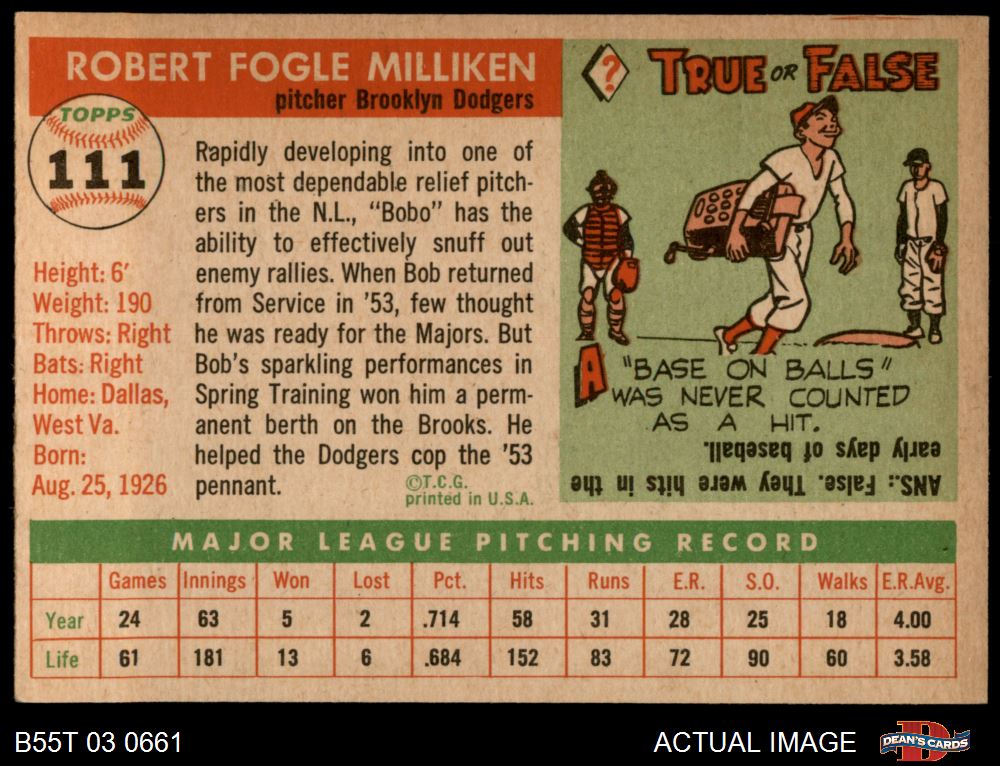 ROBERT FOGLE MILLIKEN
pitcher Brooklyn Dodgers
TOPPS
111
Height: 6'
Weight: 190
Throws: Right
Bats: Right
Home: Dallas,
West Va.
Born:
Aug. 25, 1926
Rapidly developing into one of
the most dependable relief pitch-
ers in the N.L., “Bobo” has the
ability to effectively snuff out
enemy rallies. When Bob returned
from Service in '53, few thought
he was ready for the Majors. But
Bob's sparkling performances in
Spring Training won him a perm-
anent berth on the Brooks. He
helped the Dodgers cop the '53
pennant.
©T.C.G.
printed in U.S.A.
?
TRUE OR FALSE
A "BASE ON BALLS"
WAS NEVER COUNTED
AS A HIT.
ANS.: False. They were hits in the
early days of baseball.
MAJOR LEAGUE PITCHING RECORD
Games Innings Won Lost Pct. Hits Runs E.R. S.O. Walks E.R.Avg.
Year 24 63 5 2 .714 58 31 28 25 18 4.00
Life 61 181 13 6 .684 152 83 72 90 60 3.58
B55T 03 0661
ACTUAL IMAGE
D
DEAN'S CARDS